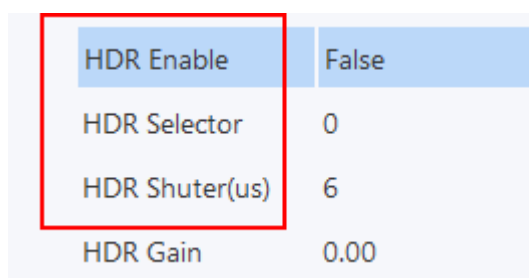 HDR Enable False
HDR Selector 0
HDR Shuter(us) 6
HDR Gain 0.00